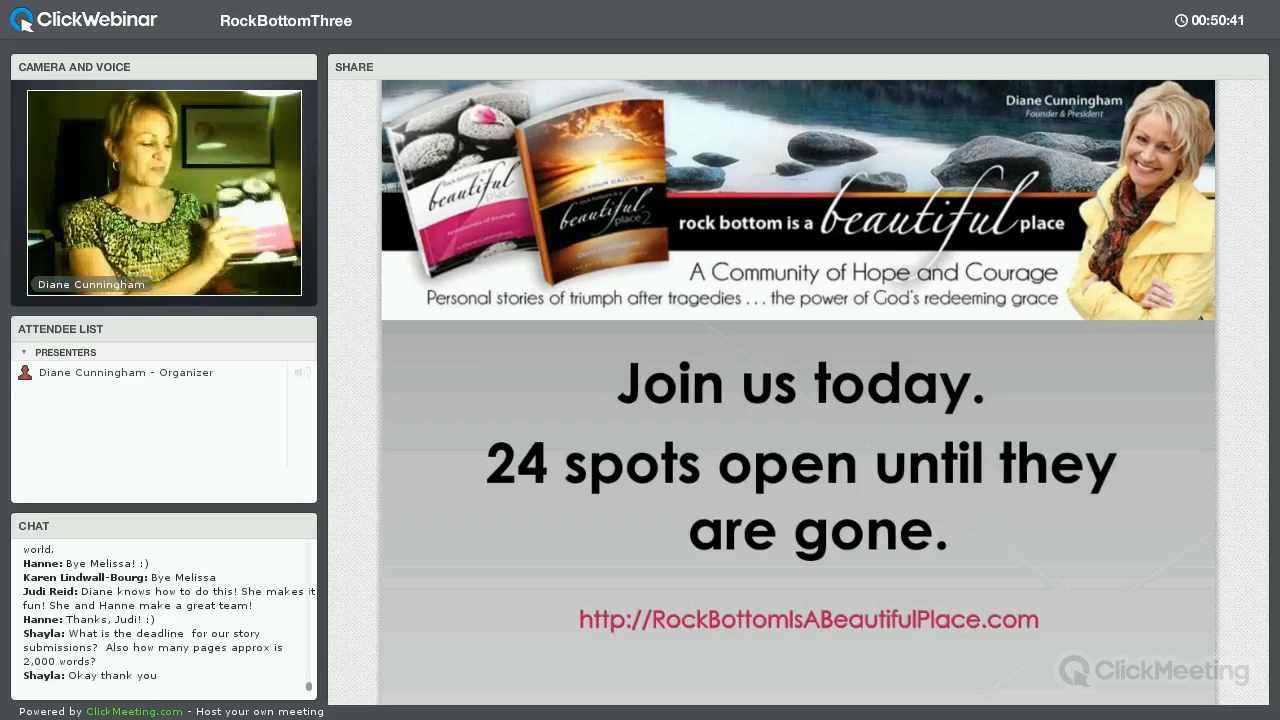 ClickWebinar
RockBottomThree
00:50:41
CAMERA AND VOICE
Diane Cunningham
ATTENDEE LIST
PRESENTERS
Diane Cunningham - Organizer
CHAT
world.
Hanne: Bye Melissa! :)
Karen Lindwall-Bourg: Bye Melissa
Judi Reid: Diane knows how to do this! She makes it
fun! She and Hanne make a great team!
Hanne: Thanks, Judi! :)
Shayla: What is the deadline for our story
submissions? Also how many pages approx is
2,000 words?
Shayla: Okay thank you
Powered by ClickMeeting.com - Host your own meeting
SHARE
Diane Cunningham
Founder & President
beautiful
beautiful
place 2
rock bottom is a beautiful place
A Community of Hope and Courage
Personal stories of triumph after tragedies . . . the power of God's redeeming grace
Join us today.
24 spots open until they
are gone.
http://RockBottomIsABeautifulPlace.com
ClickMeeting